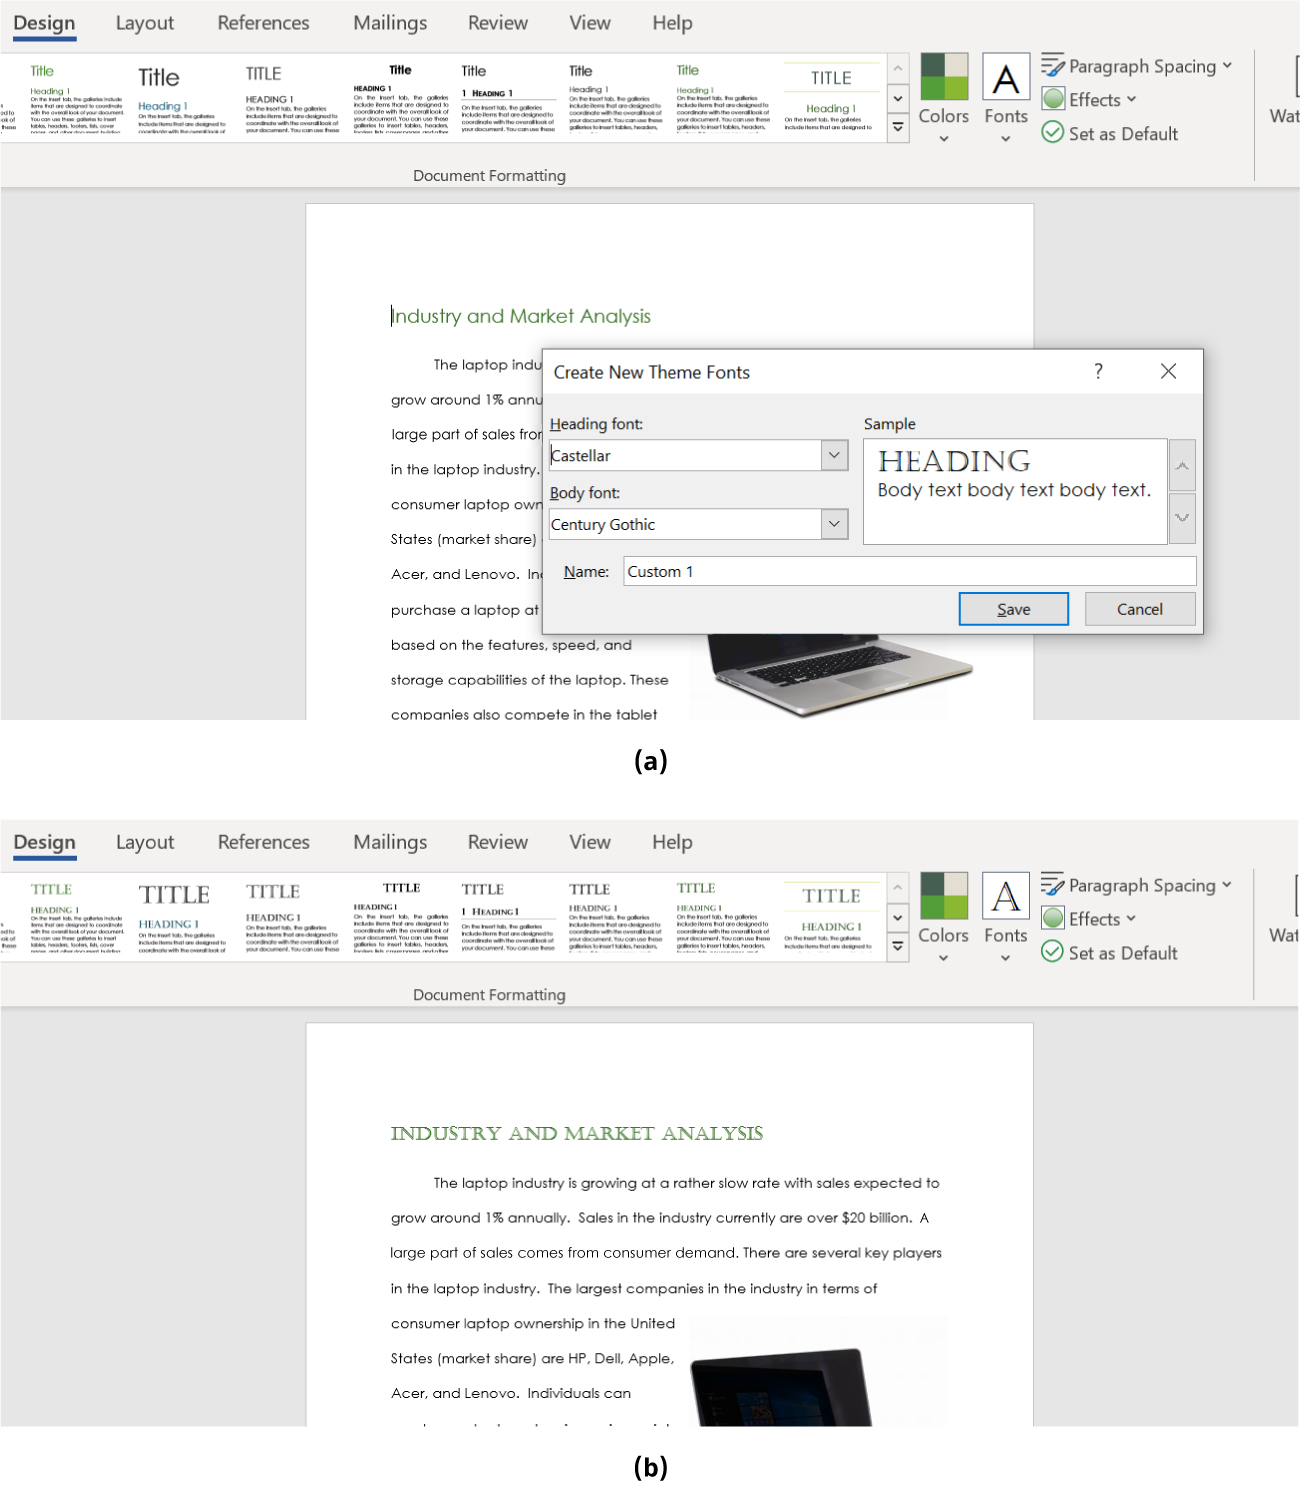 Design Layout References Mailings Review View Help
Title Title TITLE Title Title Title Title TITLE
Heading 1 Heading 1 HEADING 1 HEADING 1 1 HEADING 1 Heading 1 Heading 1 Heading 1
Colors
Fonts
Paragraph Spacing
Effects
Set as Default
Wat
Document Formatting
Industry and Market Analysis
The laptop indu
grow around 1% annu
large part of sales fror
in the laptop industry.
consumer laptop own
States (market share)
Acer, and Lenovo. Inc
purchase a laptop at
based on the features, speed, and
storage capabilities of the laptop. These
companies also compete in the tablet
Create New Theme Fonts ?
Heading font:
Castellar
Body font:
Century Gothic
Sample
HEADING
Body text body text body text.
Name: Custom 1
Save Cancel
(a)
Design Layout References Mailings Review View Help
TITLE TITLE TITLE TITLE TITLE TITLE TITLE TITLE
HEADING 1 HEADING 1 HEADING 1 HEADING 1 1 HEADING 1 HEADING 1 HEADING 1 HEADING 1
Colors
Fonts
Paragraph Spacing
Effects
Set as Default
Wat
Document Formatting
INDUSTRY AND MARKET ANALYSIS
The laptop industry is growing at a rather slow rate with sales expected to
grow around 1% annually. Sales in the industry currently are over $20 billion. A
large part of sales comes from consumer demand. There are several key players
in the laptop industry. The largest companies in the industry in terms of
consumer laptop ownership in the United
States (market share) are HP, Dell, Apple,
Acer, and Lenovo. Individuals can
(b)